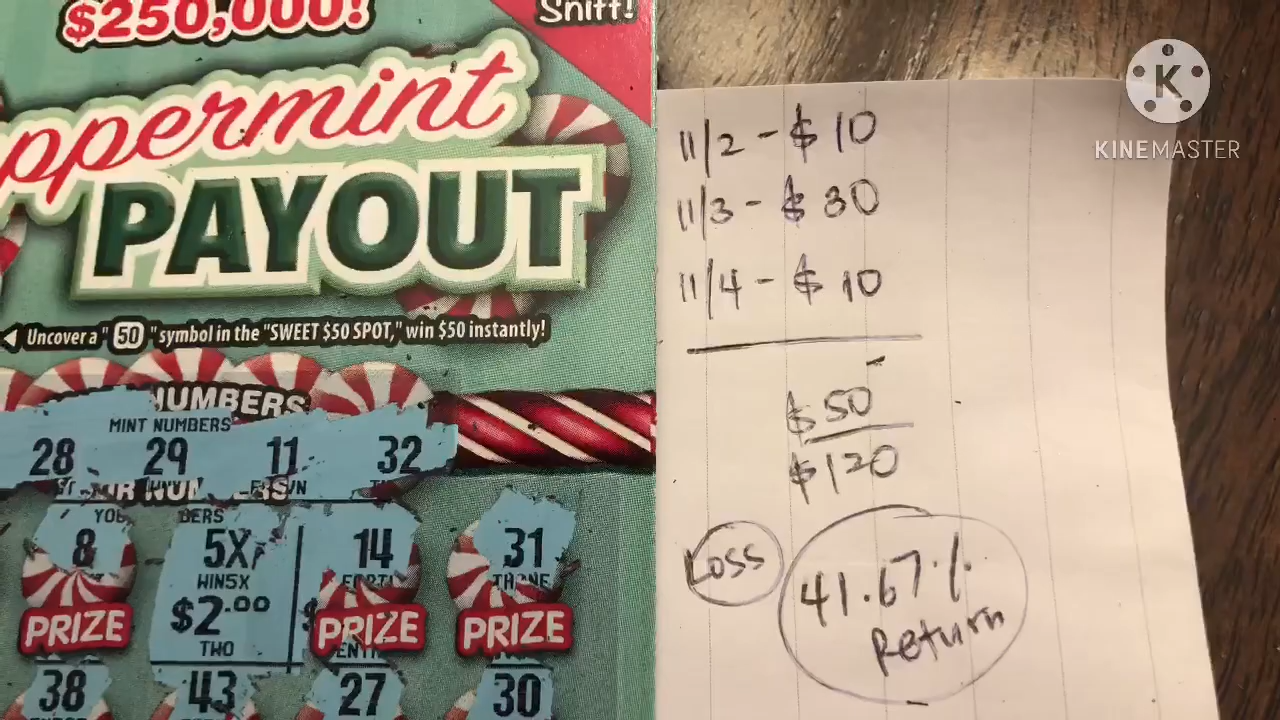 $250,000!
Sniff!
ppermint
PAYOUT
Uncover a "50" symbol in the "SWEET $50 SPOT," win $50 instantly!
NUMBERS
MINT NUMBERS
28 29 11 32
8 5X 14 31
WIN5X
$2.00
PRIZE TWO PRIZE PRIZE
38 43 27 30
KINEMASTER
11/2 - $10
11/3 - $30
11/4 - $10
$50
$120
Loss
41.67%
Return